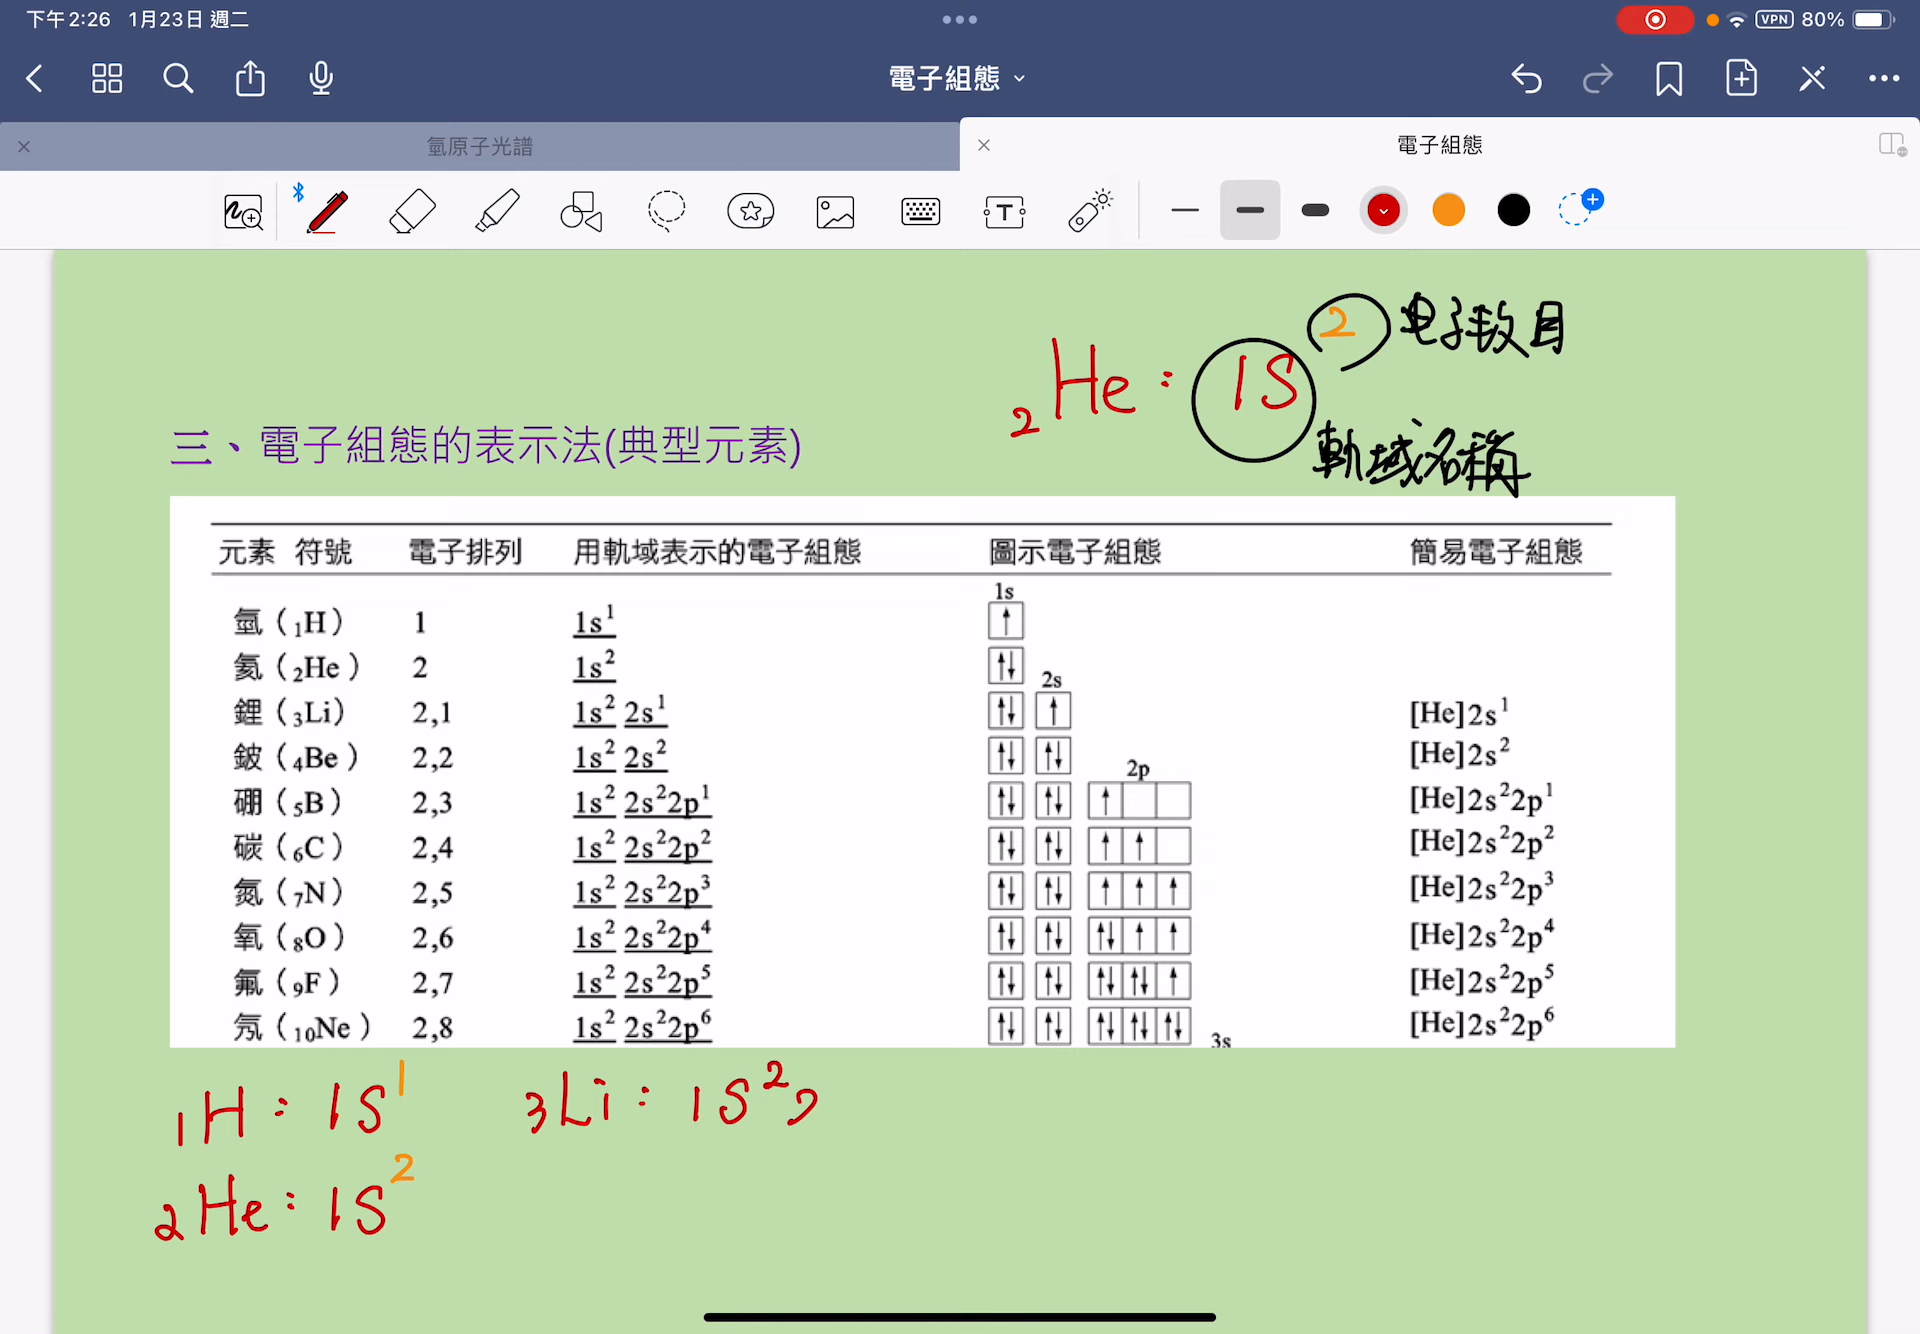 下午2:26 1月23日 週二
VPN 80%
電子組態
氫原子光譜
電子組態
T
₂He: 1S² 電子數目
軌域名稱
三、電子組態的表示法(典型元素)
元素 符號 電子排列 用軌域表示的電子組態 圖示電子組態 簡易電子組態
1s
氫（₁H） 1 1s¹
氦（₂He） 2 1s²
2s
鋰（₃Li） 2,1 1s² 2s¹ [He]2s¹
鈹（₄Be） 2,2 1s² 2s² [He]2s²
2p
硼（₅B） 2,3 1s² 2s²2p¹ [He]2s²2p¹
碳（₆C） 2,4 1s² 2s²2p² [He]2s²2p²
氮（₇N） 2,5 1s² 2s²2p³ [He]2s²2p³
氧（₈O） 2,6 1s² 2s²2p⁴ [He]2s²2p⁴
氟（₉F） 2,7 1s² 2s²2p⁵ [He]2s²2p⁵
氖（₁₀Ne） 2,8 1s² 2s²2p⁶ [He]2s²2p⁶
3s
₁H: 1S¹ ₃Li: 1S²
₂He: 1S²